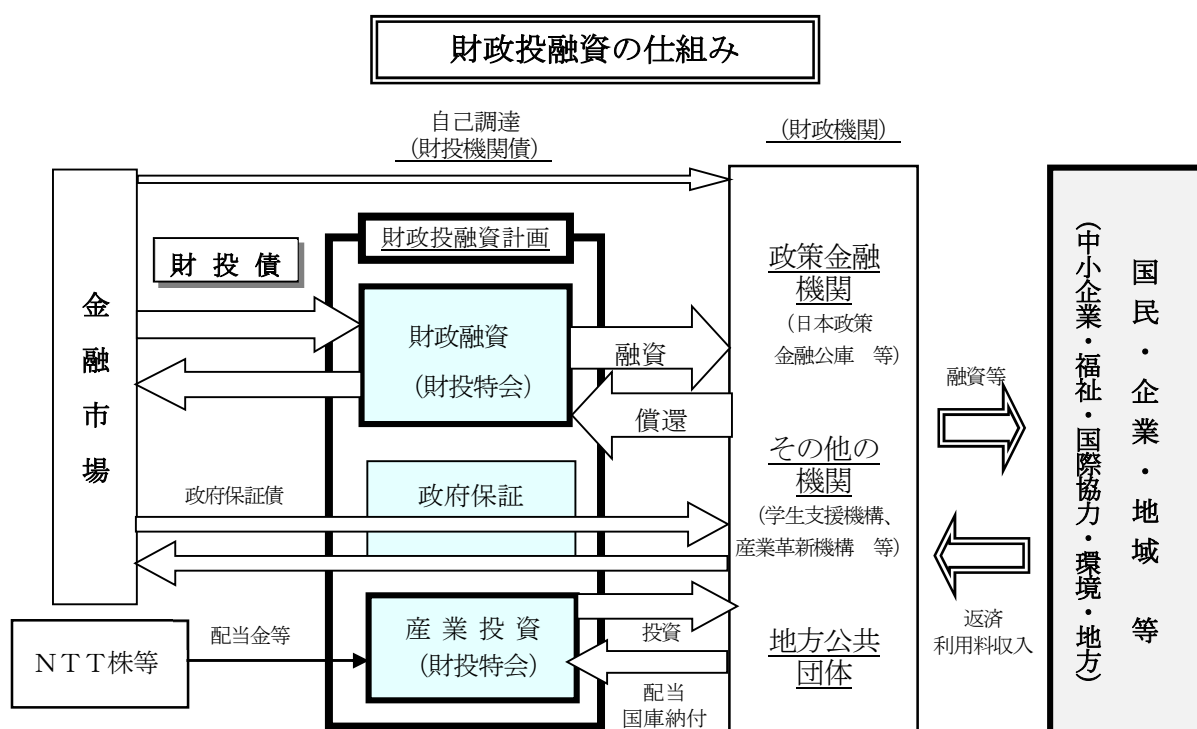 財政投融資の仕組み
自己調達
（財投機関債）
（財政機関）
金融市場
財投債
財政投融資計画
財政融資
（財投特会）
融資
償還
政府保証債
政府保証
産業投資
（財投特会）
投資
配当
国庫納付
ＮＴＴ株等
配当金等
政策金融
機関
（日本政策
金融公庫　等）
その他の
機関
（学生支援機構、
産業革新機構　等）
地方公共
団体
融資等
返済
利用料収入
国民・企業・地域　等
（中小企業・福祉・国際協力・環境・地方）